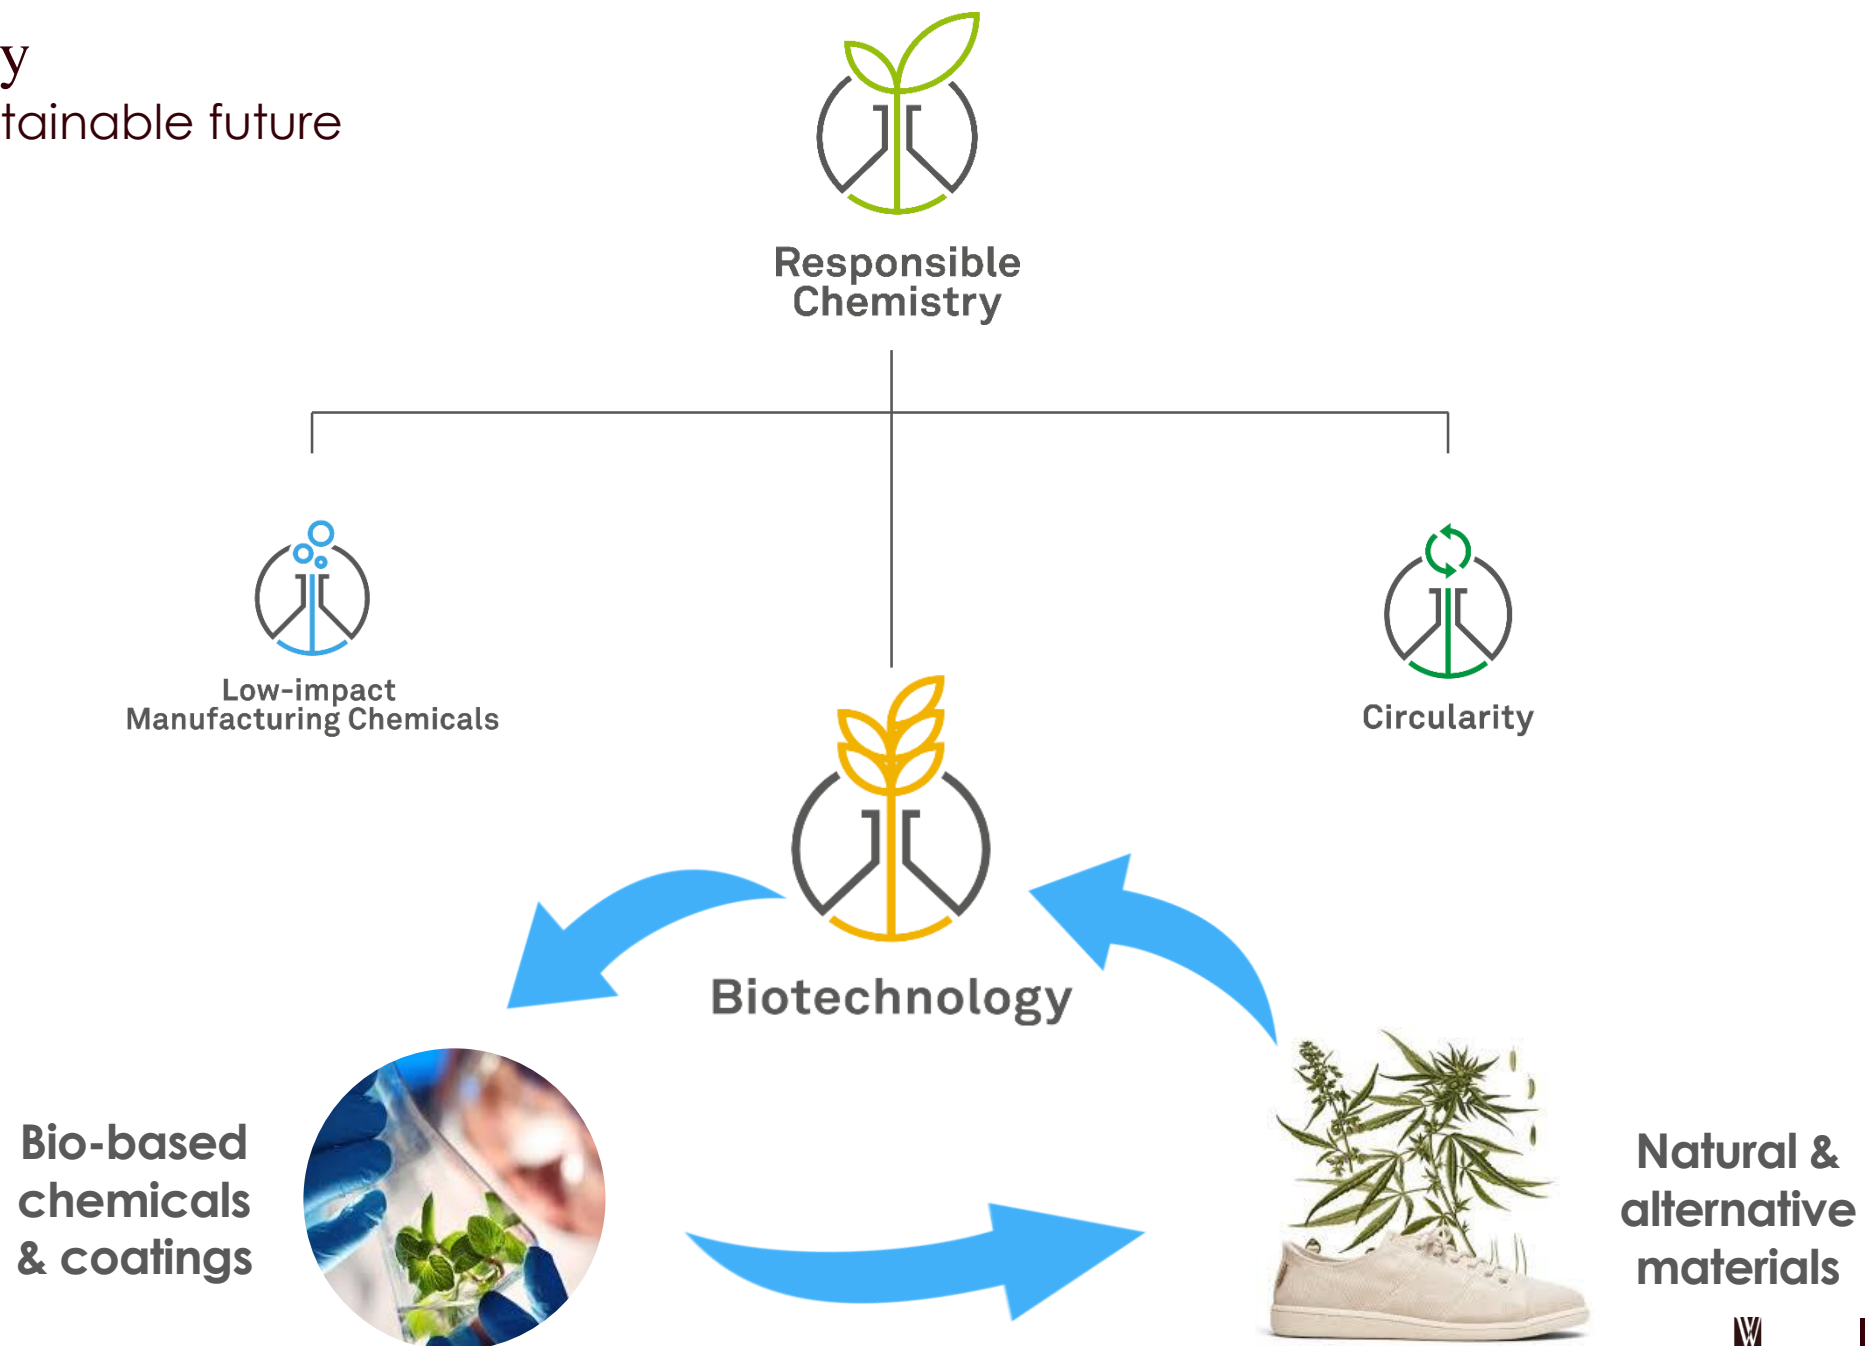 y
tainable future
Responsible
Chemistry
Low-impact
Manufacturing Chemicals
Circularity
Biotechnology
Bio-based
chemicals
& coatings
Natural &
alternative
materials